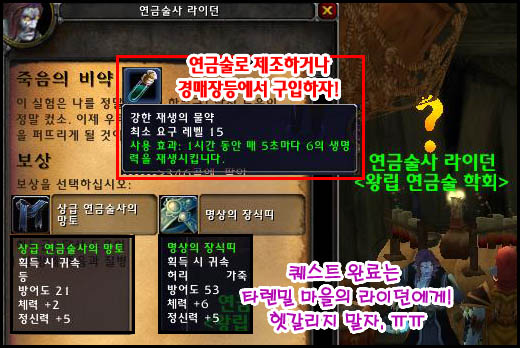 연금술사 라이던
연금술로 제조하거나
경매장등에서 구입하자!
죽음의 비약
강한 재생의 물약
최소 요구 레벨 15
사용 효과: 1시간 동안 매 5초마다 6의 생명
력을 재생시킵니다.
이 실험은 나를 정말
정말 컸소. 이제 우리
을 퍼뜨리게 될 것이
보상
보상을 선택하십시오:
상급 연금술사의
망토
명상의 장식띠
상급 연금술사의 망토
획득 시 귀속
등
방어도 21
체력 +2
정신력 +5
명상의 장식띠
획득 시 귀속
허리 가죽
방어도 53
체력 +6
정신력 +5
?
연금술사 라이던
<왕립 연금술 학회>
퀘스트 완료는
타렌밀 마을의 라이던에게!
헷갈리지 말자, ㅠㅠ